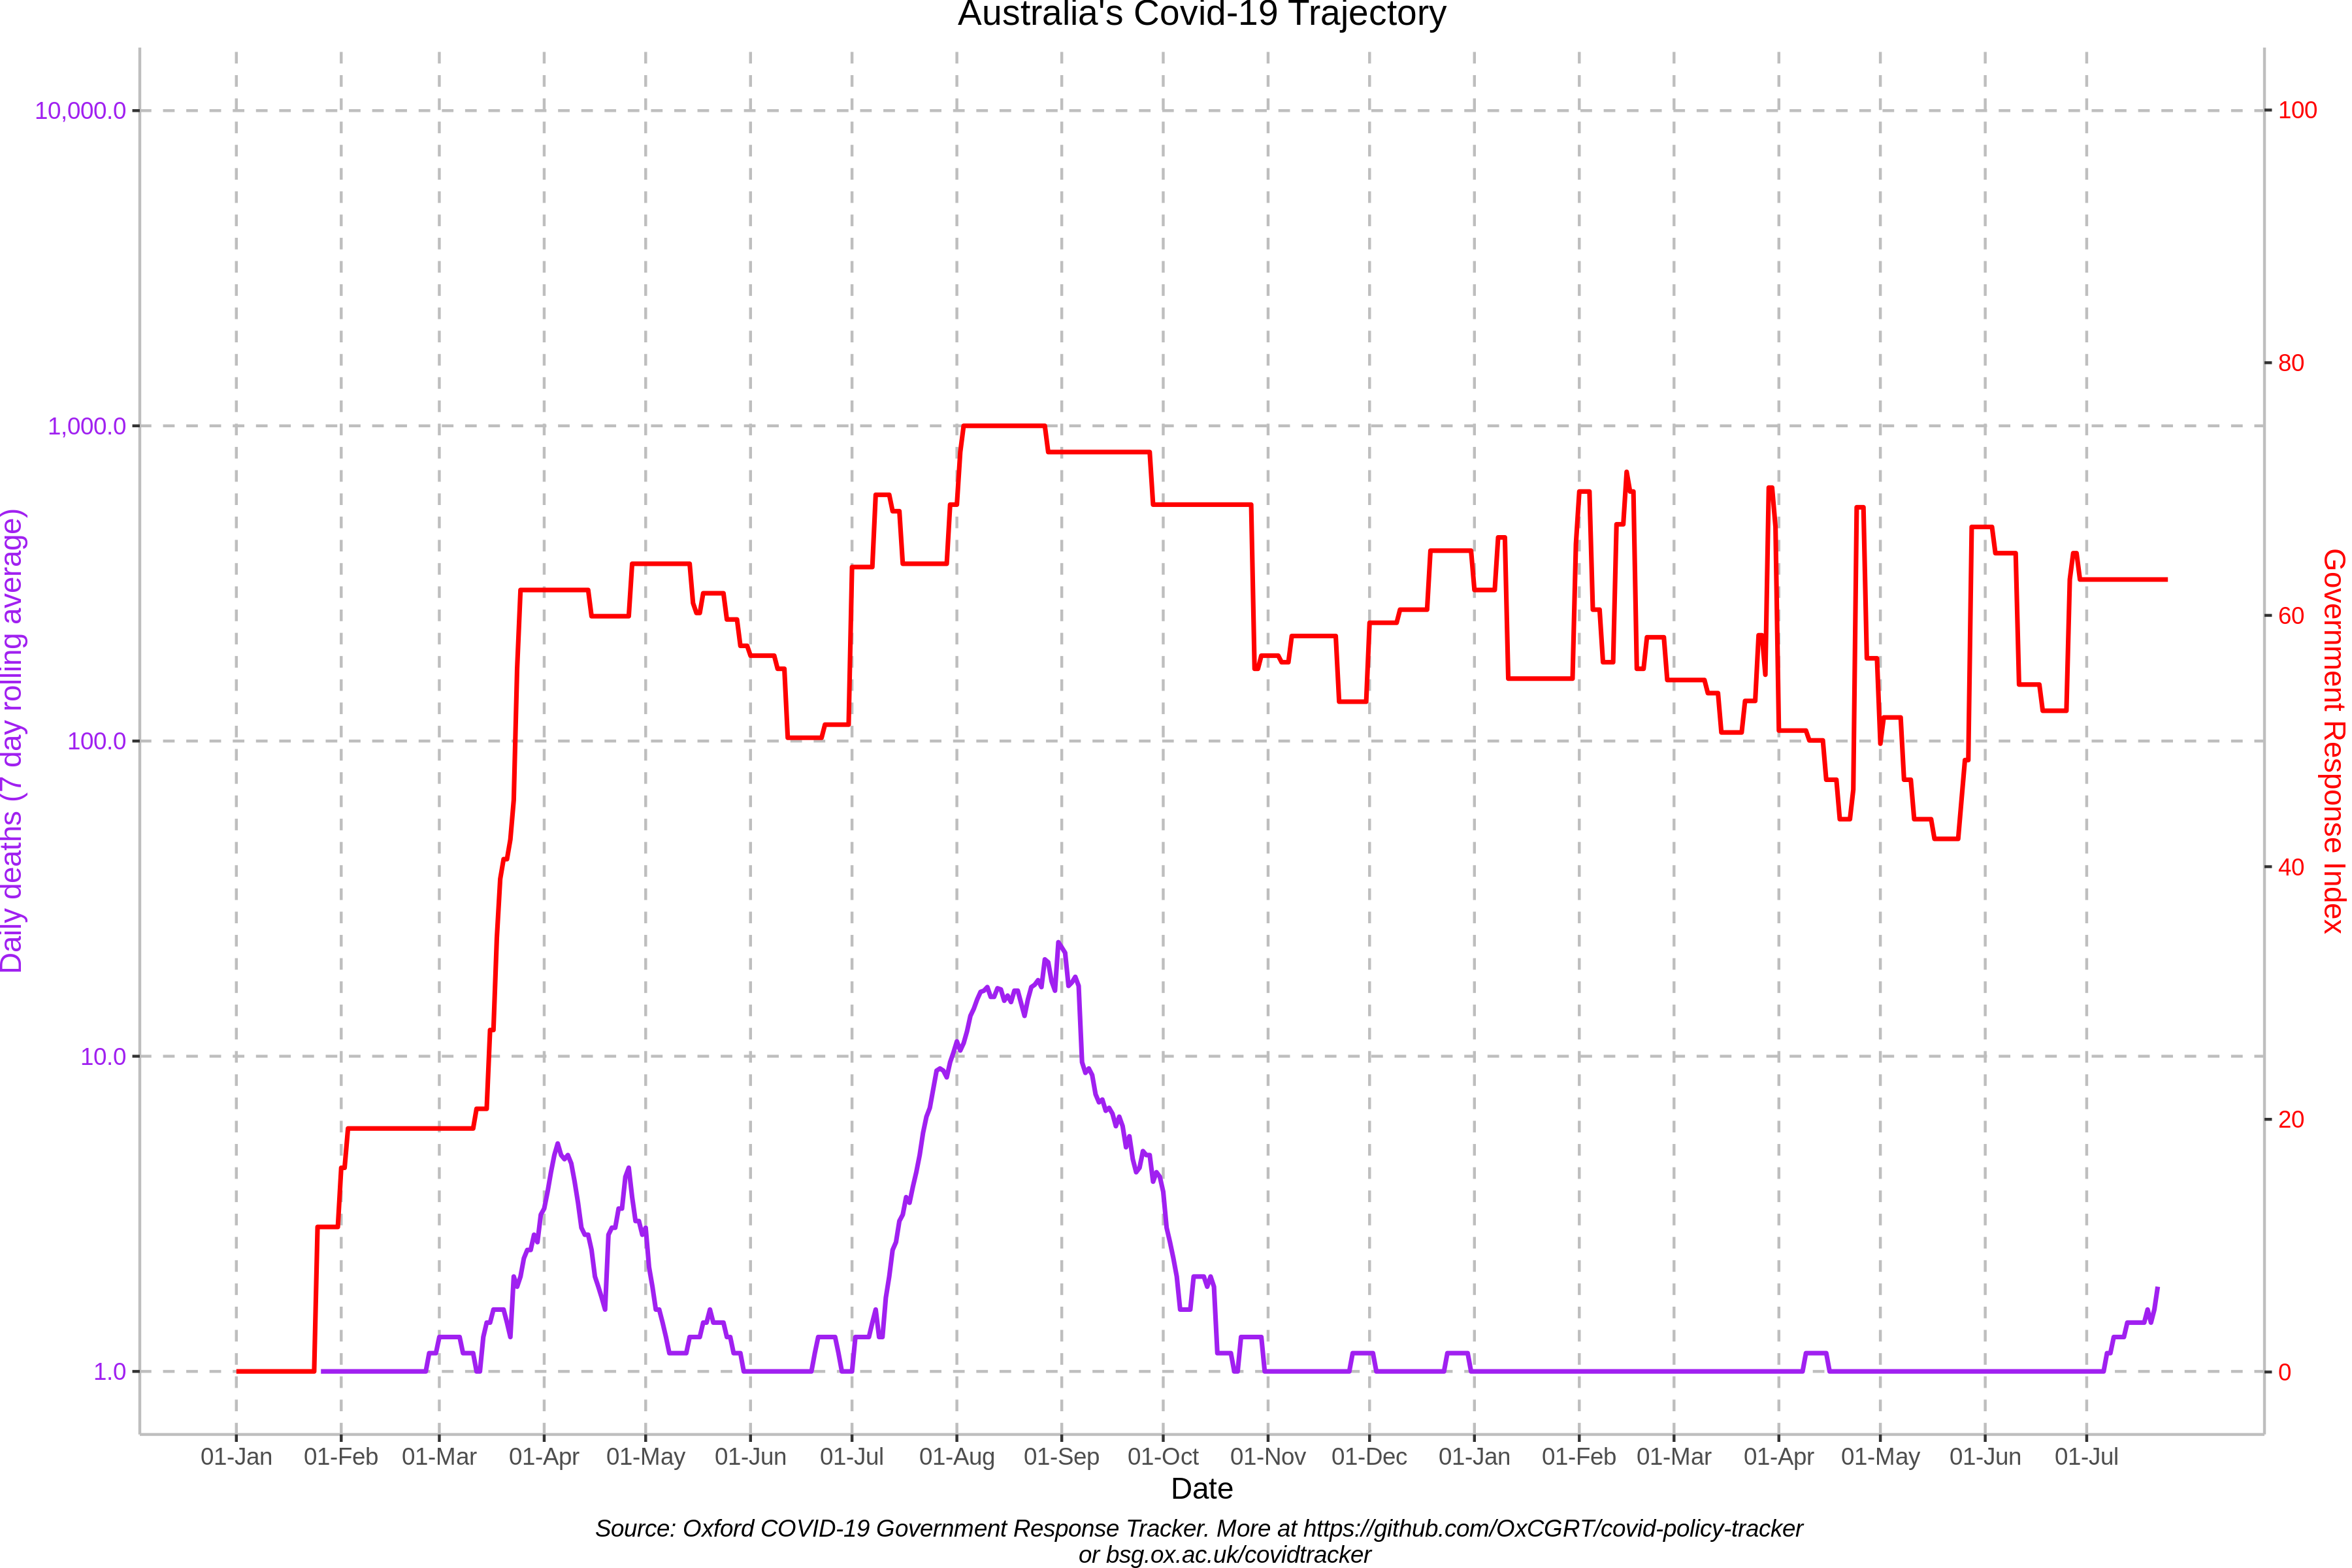 Australia's Covid-19 Trajectory
10,000.0
1,000.0
100.0
10.0
1.0
Daily deaths (7 day rolling average)
100
80
60
40
20
0
Government Response Index
01-Jan 01-Feb 01-Mar 01-Apr 01-May 01-Jun 01-Jul 01-Aug 01-Sep 01-Oct 01-Nov 01-Dec 01-Jan 01-Feb 01-Mar 01-Apr 01-May 01-Jun 01-Jul
Date
Source: Oxford COVID-19 Government Response Tracker. More at https://github.com/OxCGRT/covid-policy-tracker
or bsg.ox.ac.uk/covidtracker